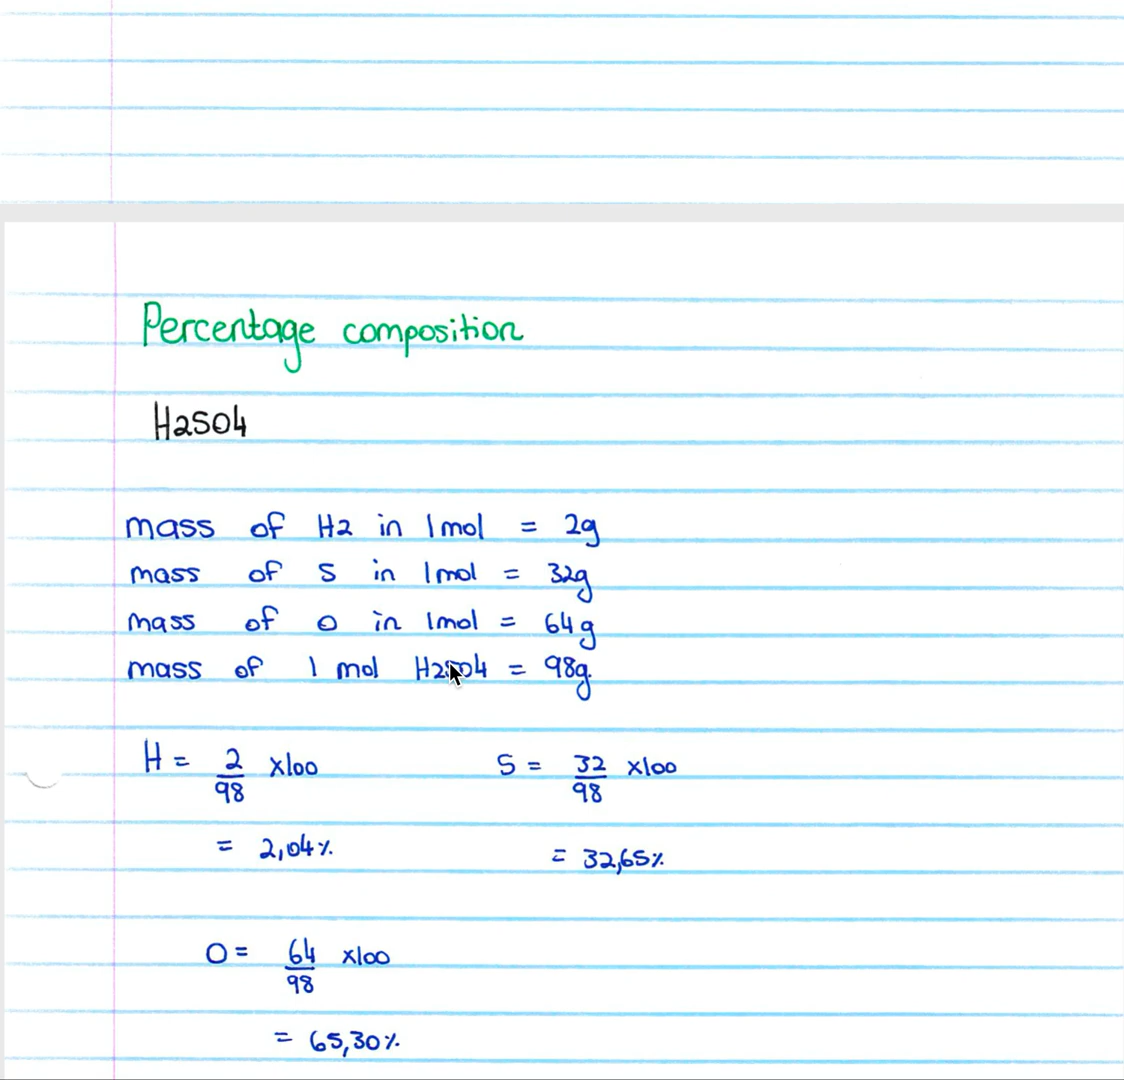 Percentage composition
H2SO4
mass of H2 in 1mol = 2g
mass of S in 1mol = 32g
mass of O in 1mol = 64g
mass of 1 mol H2SO4 = 98g.
H = 2/98 x100 S = 32/98 x100
= 2,04% = 32,65%
O = 64/98 x100
= 65,30%